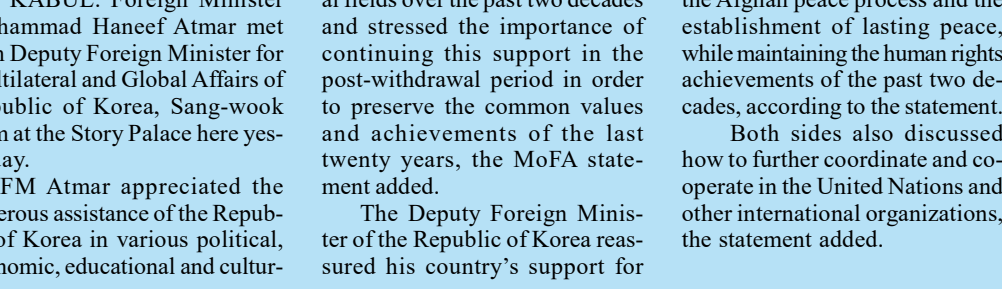 KABUL: Foreign Minister
hammad Haneef Atmar met
Deputy Foreign Minister for
ltilateral and Global Affairs of
public of Korea, Sang-wook
at the Story Palace here yes-
ay.
FM Atmar appreciated the
erous assistance of the Repub-
of Korea in various political,
nomic, educational and cultur-
al fields over the past two decades
and stressed the importance of
continuing this support in the
post-withdrawal period in order
to preserve the common values
and achievements of the last
twenty years, the MoFA state-
ment added.
The Deputy Foreign Minis-
ter of the Republic of Korea reas-
sured his country's support for
the Afghan peace process and the
establishment of lasting peace,
while maintaining the human rights
achievements of the past two de-
cades, according to the statement.
Both sides also discussed
how to further coordinate and co-
operate in the United Nations and
other international organizations,
the statement added.